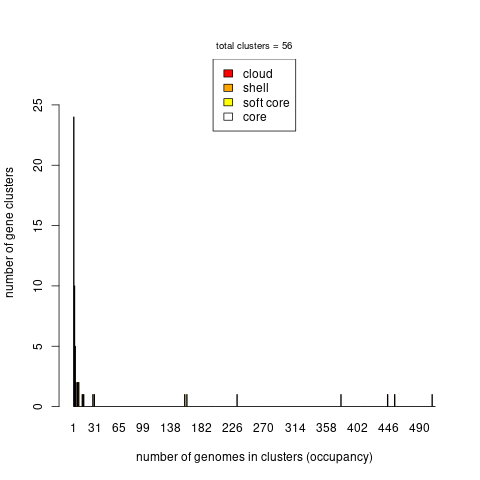 total clusters = 56
cloud
shell
soft core
core
number of gene clusters
25
20
15
10
5
0
1 31 65 99 138 182 226 270 314 358 402 446 490
number of genomes in clusters (occupancy)